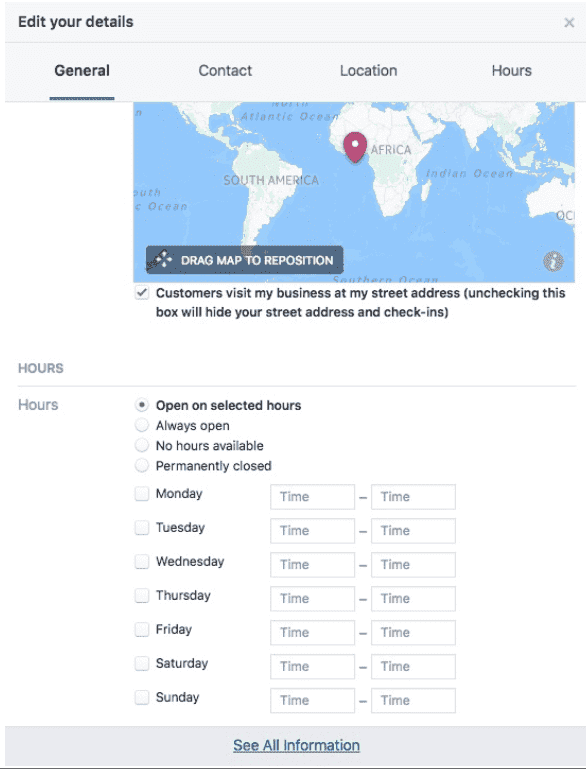 Edit your details ×
General Contact Location Hours
Atlantic Ocean
AFRICA
SOUTH AMERICA
Indian Ocean
Ocean
DRAG MAP TO REPOSITION
Southern Ocean
Customers visit my business at my street address (unchecking this
box will hide your street address and check-ins)
HOURS
Hours
Open on selected hours
Always open
No hours available
Permanently closed
Monday Time – Time
Tuesday Time – Time
Wednesday Time – Time
Thursday Time – Time
Friday Time – Time
Saturday Time – Time
Sunday Time – Time
See All Information